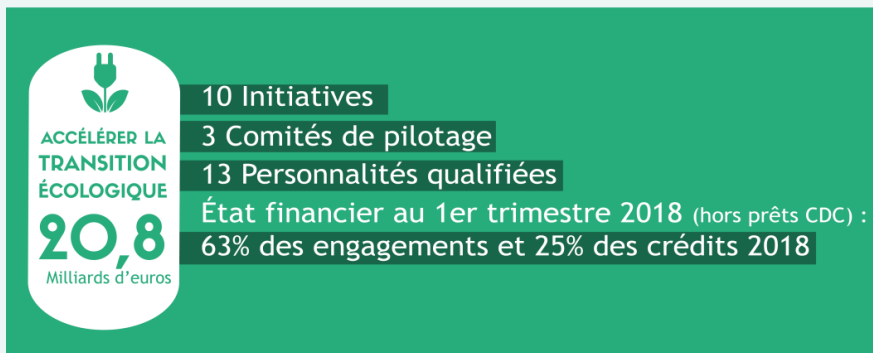 ACCÉLÉRER LA
TRANSITION
ÉCOLOGIQUE
20,8
Milliards d'euros
10 Initiatives
3 Comités de pilotage
13 Personnalités qualifiées
État financier au 1er trimestre 2018 (hors prêts CDC) :
63% des engagements et 25% des crédits 2018